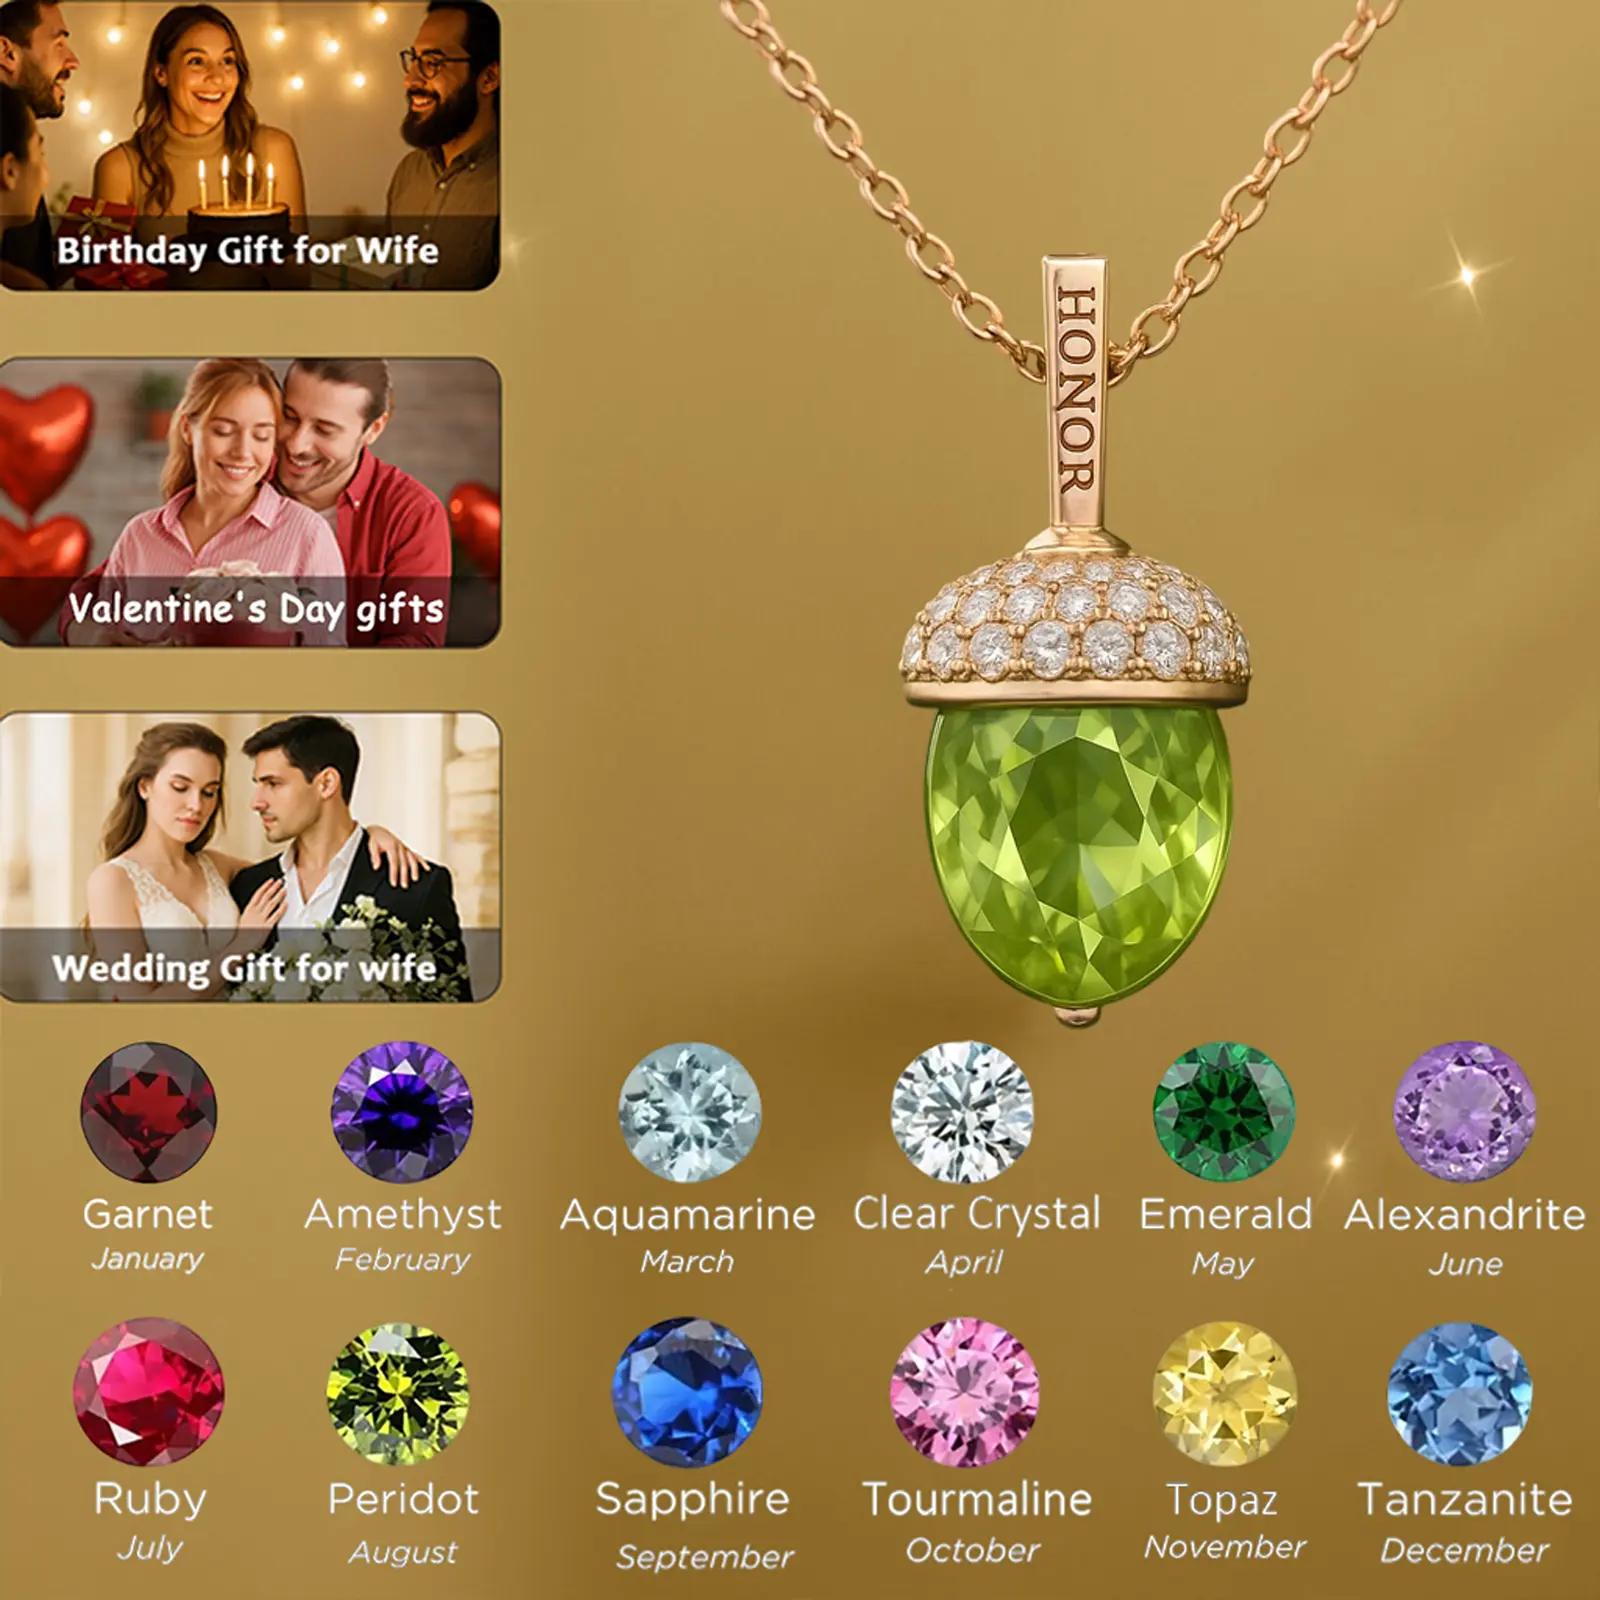 Birthday Gift for Wife
Valentine's Day gifts
Wedding Gift for wife
HONOR
Garnet
January
Amethyst
February
Aquamarine
March
Clear Crystal
April
Emerald
May
Alexandrite
June
Ruby
July
Peridot
August
Sapphire
September
Tourmaline
October
Topaz
November
Tanzanite
December